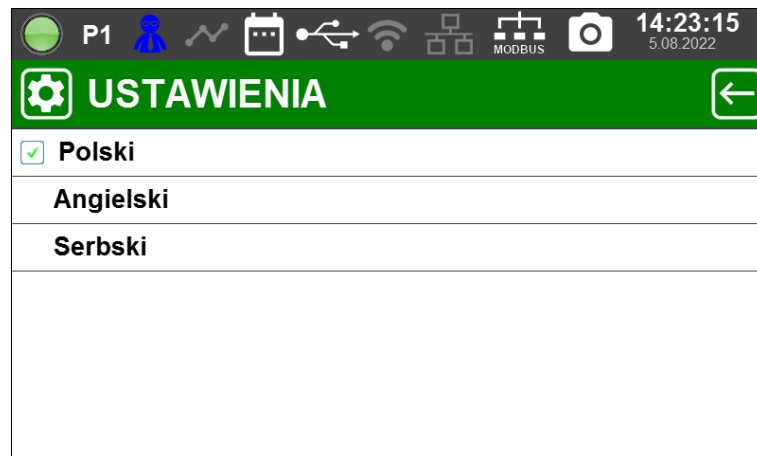 P1
MODBUS
14:23:15
5.08.2022
USTAWIENIA
Polski
Angielski
Serbski